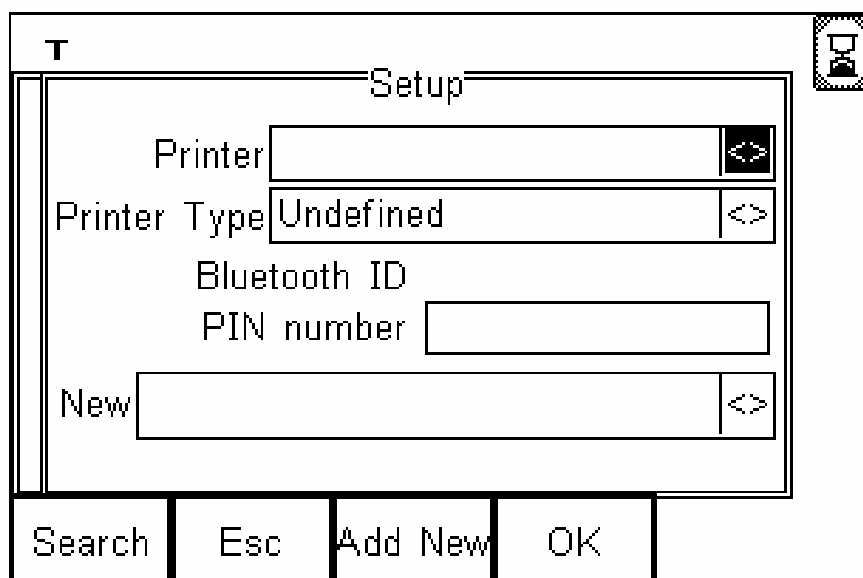 T
Setup
Printer <>
Printer Type Undefined <>
Bluetooth ID
PIN number
New <>
Search Esc Add New OK